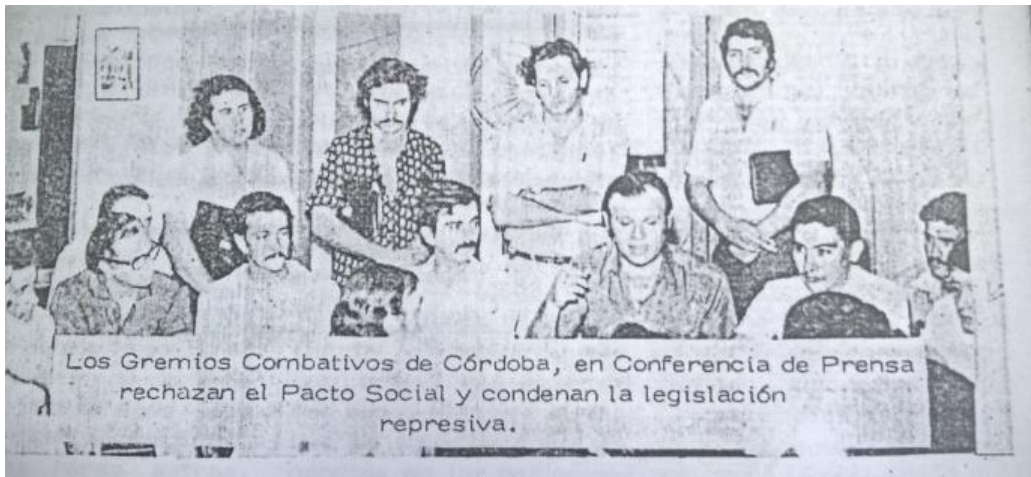 Los Gremios Combativos de Córdoba, en Conferencia de Prensa
rechazan el Pacto Social y condenan la legislación
represiva.